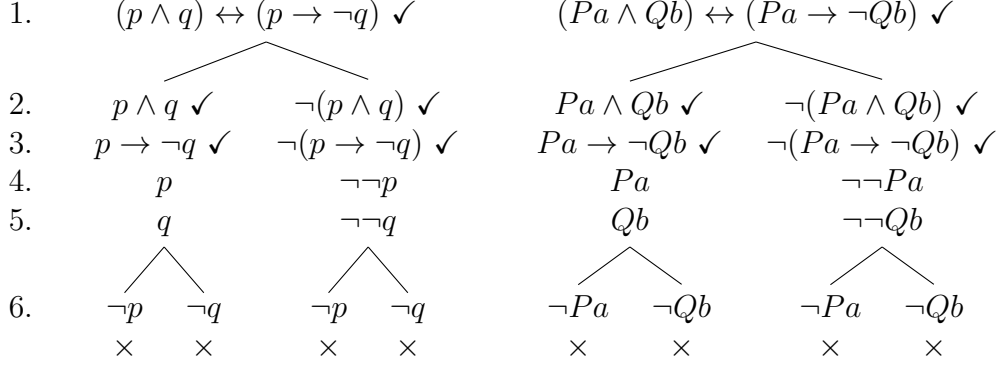 1. (p ∧ q) ↔ (p → ¬q) ✓ (Pa ∧ Qb) ↔ (Pa → ¬Qb) ✓
2. p ∧ q ✓ ¬(p ∧ q) ✓ Pa ∧ Qb ✓ ¬(Pa ∧ Qb) ✓
3. p → ¬q ✓ ¬(p → ¬q) ✓ Pa → ¬Qb ✓ ¬(Pa → ¬Qb) ✓
4. p ¬¬p Pa ¬¬Pa
5. q ¬¬q Qb ¬¬Qb
6. ¬p ¬q ¬p ¬q ¬Pa ¬Qb ¬Pa ¬Qb
× × × × × × × ×